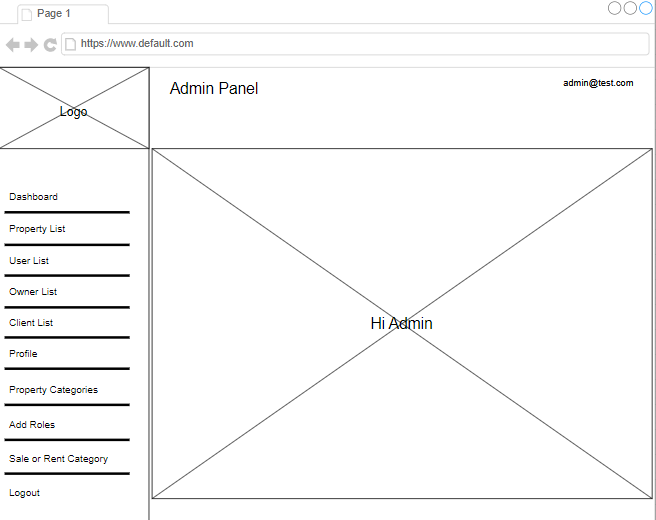 Page 1
https://www.default.com
Logo
Admin Panel
admin@test.com
Dashboard
Property List
User List
Owner List
Client List
Profile
Property Categories
Add Roles
Sale or Rent Category
Logout
Hi Admin